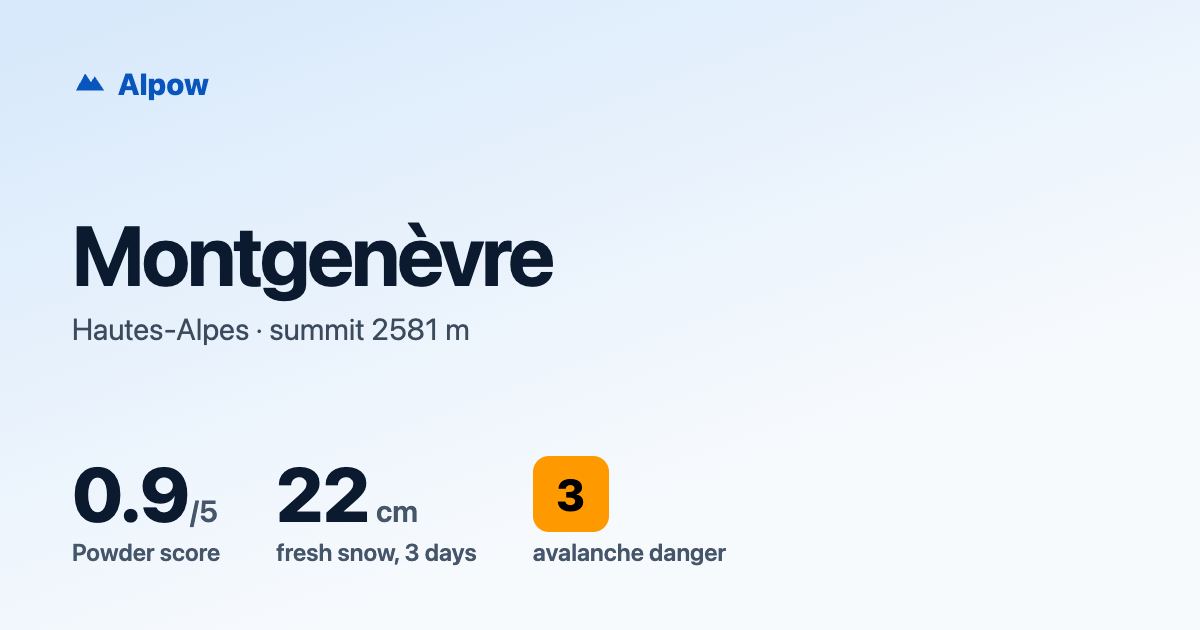 Alpow
Montgenèvre
Hautes-Alpes · summit 2581 m
0.9/5
Powder score
22 cm
fresh snow, 3 days
3
avalanche danger